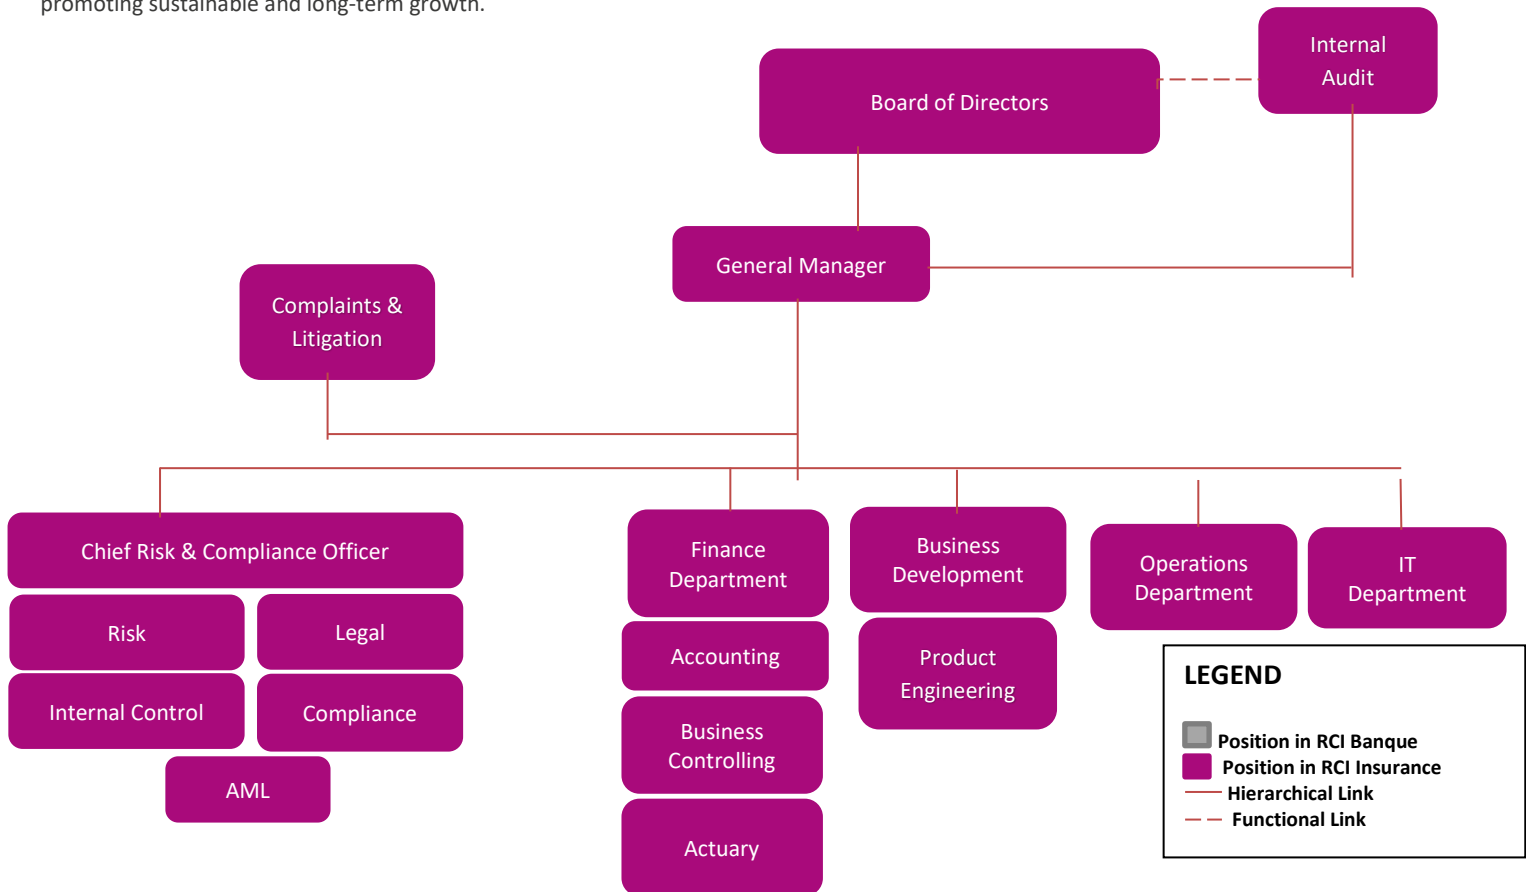 promoting sustainable and long-term growth.
Internal
Audit
Board of Directors
General Manager
Complaints &
Litigation
Chief Risk & Compliance Officer
Risk
Legal
Internal Control
Compliance
AML
Finance
Department
Accounting
Business
Controlling
Actuary
Business
Development
Product
Engineering
Operations
Department
IT
Department
LEGEND
Position in RCI Banque
Position in RCI Insurance
Hierarchical Link
Functional Link